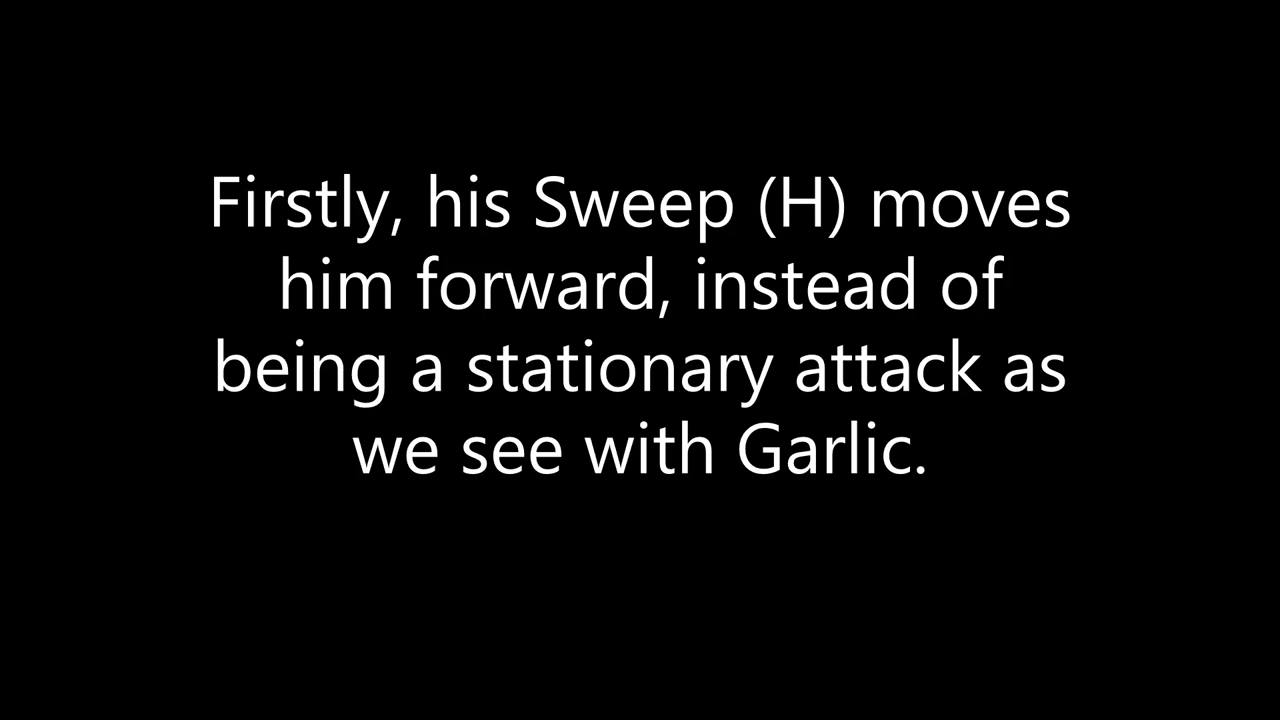 Firstly, his Sweep (H) moves
him forward, instead of
being a stationary attack as
we see with Garlic.